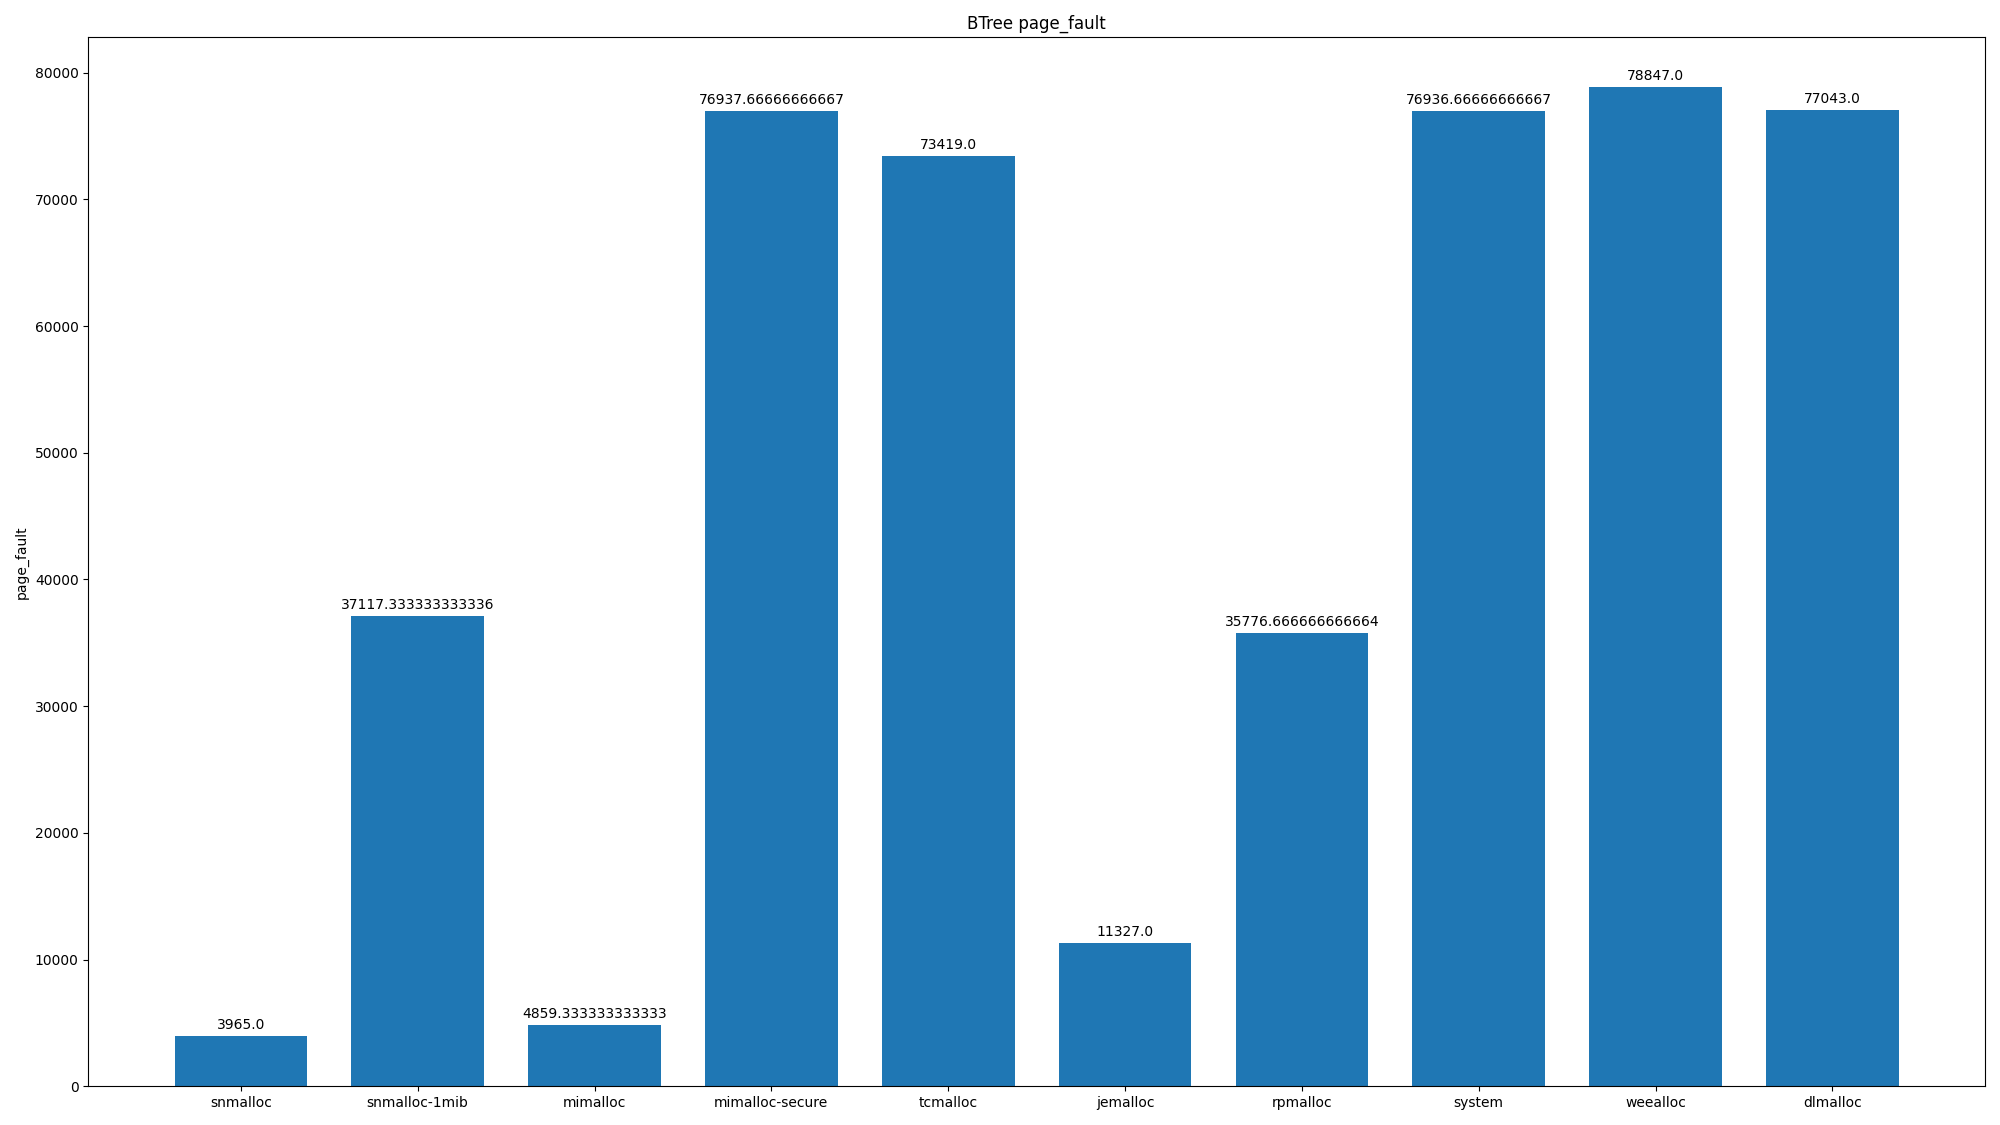 BTree page_fault
page_fault
80000
70000
60000
50000
40000
30000
20000
10000
0
3965.0
37117.333333333336
4859.333333333333
76937.66666666667
73419.0
11327.0
35776.666666666664
76936.66666666667
78847.0
77043.0
snmalloc
snmalloc-1mib
mimalloc
mimalloc-secure
tcmalloc
jemalloc
rpmalloc
system
weealloc
dlmalloc